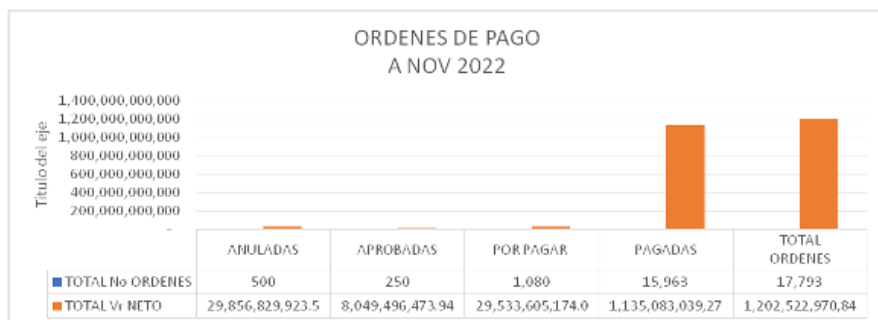 ORDENES DE PAGO
A NOV 2022
Título del eje
1,400,000,000,000
1,200,000,000,000
1,000,000,000,000
800,000,000,000
600,000,000,000
400,000,000,000
200,000,000,000
-
ANULADAS APROBADAS POR PAGAR PAGADAS TOTAL ORDENES
TOTAL No ORDENES 500 250 1,080 15,963 17,793
TOTAL Vr NETO 29,856,829,923.5 8,049,496,473.94 29,533,605,174.0 1,135,083,039,27 1,202,522,970,84